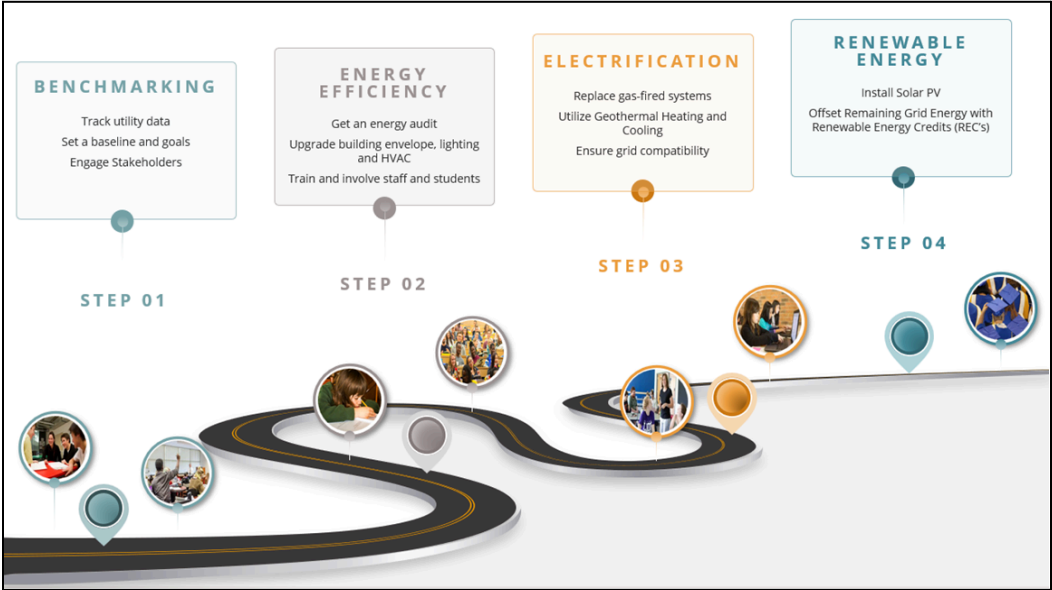 BENCHMARKING
Track utility data
Set a baseline and goals
Engage Stakeholders
STEP 01
ENERGY
EFFICIENCY
Get an energy audit
Upgrade building envelope, lighting
and HVAC
Train and involve staff and students
STEP 02
ELECTRIFICATION
Replace gas-fired systems
Utilize Geothermal Heating and
Cooling
Ensure grid compatibility
STEP 03
RENEWABLE
ENERGY
Install Solar PV
Offset Remaining Grid Energy with
Renewable Energy Credits (REC's)
STEP 04